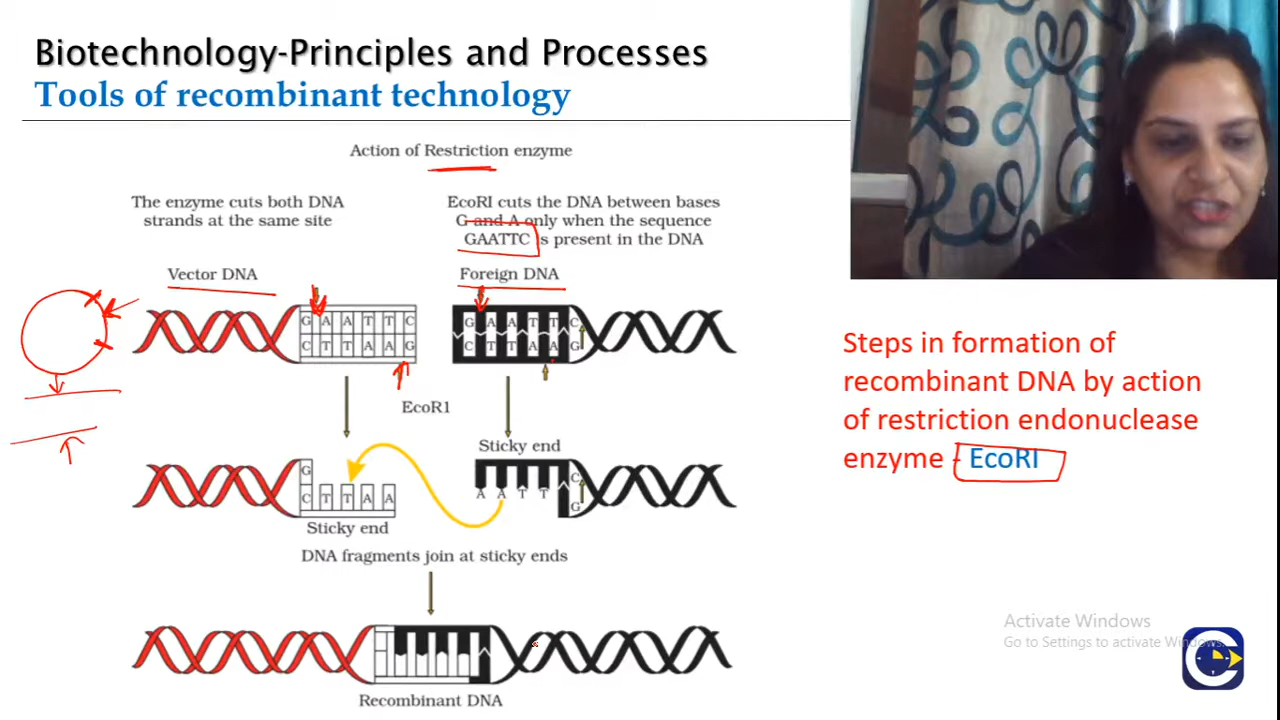 Biotechnology-Principles and Processes
Tools of recombinant technology
Action of Restriction enzyme
The enzyme cuts both DNA
strands at the same site
EcoRI cuts the DNA between bases
G and A only when the sequence
GAATTC is present in the DNA
Vector DNA
Foreign DNA
G A A T T C
C T T A A G
G A A T T C
C T T A A G
EcoR1
Sticky end
G
C T T A A
C
A A T T
G
Sticky end
DNA fragments join at sticky ends
Recombinant DNA
Steps in formation of
recombinant DNA by action
of restriction endonuclease
enzyme - EcoRI
Activate Windows
Go to Settings to activate Windows.